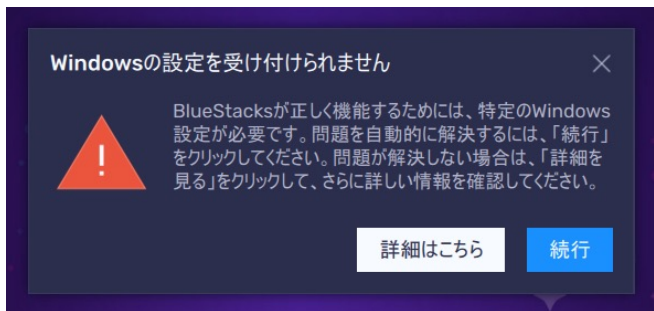 Windowsの設定を受け付けられません
BlueStacksが正しく機能するためには、特定のWindows
設定が必要です。問題を自動的に解決するには、「続行」
をクリックしてください。問題が解決しない場合は、「詳細を
見る」をクリックして、さらに詳しい情報を確認してください。
詳細はこちら
続行